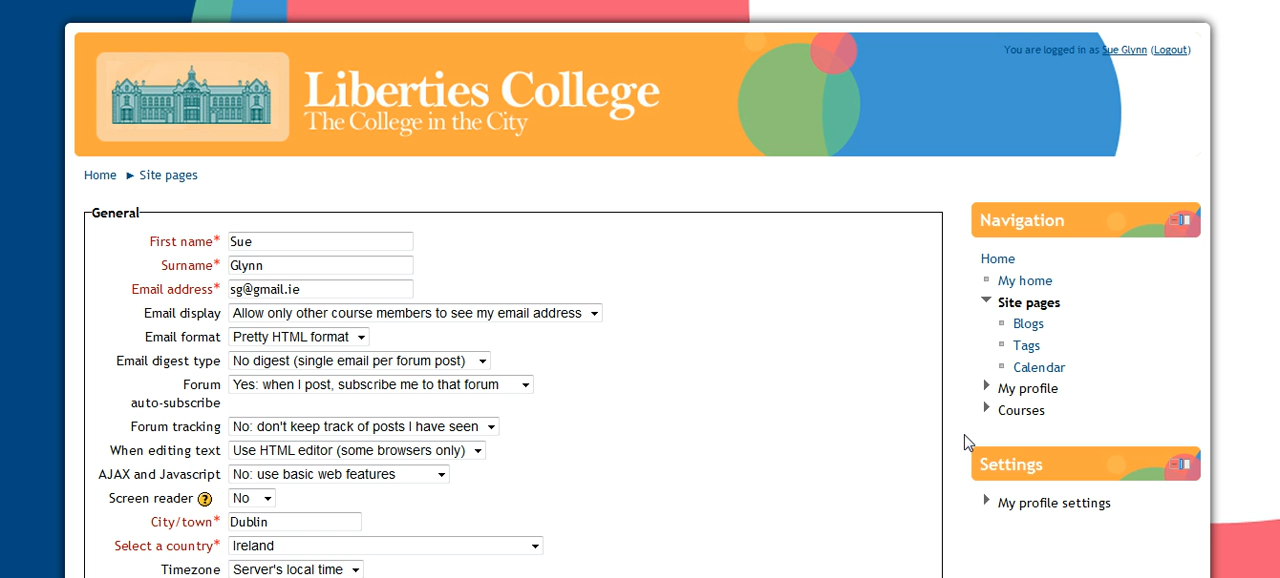 You are logged in as Sue Glynn (Logout)
Liberties College
The College in the City
Home ► Site pages
General
First name* Sue
Surname* Glynn
Email address* sg@gmail.ie
Email display Allow only other course members to see my email address
Email format Pretty HTML format
Email digest type No digest (single email per forum post)
Forum auto-subscribe Yes: when I post, subscribe me to that forum
Forum tracking No: don't keep track of posts I have seen
When editing text Use HTML editor (some browsers only)
AJAX and Javascript No: use basic web features
Screen reader ? No
City/town* Dublin
Select a country* Ireland
Timezone Server's local time
Navigation
Home
My home
Site pages
Blogs
Tags
Calendar
My profile
Courses
Settings
My profile settings